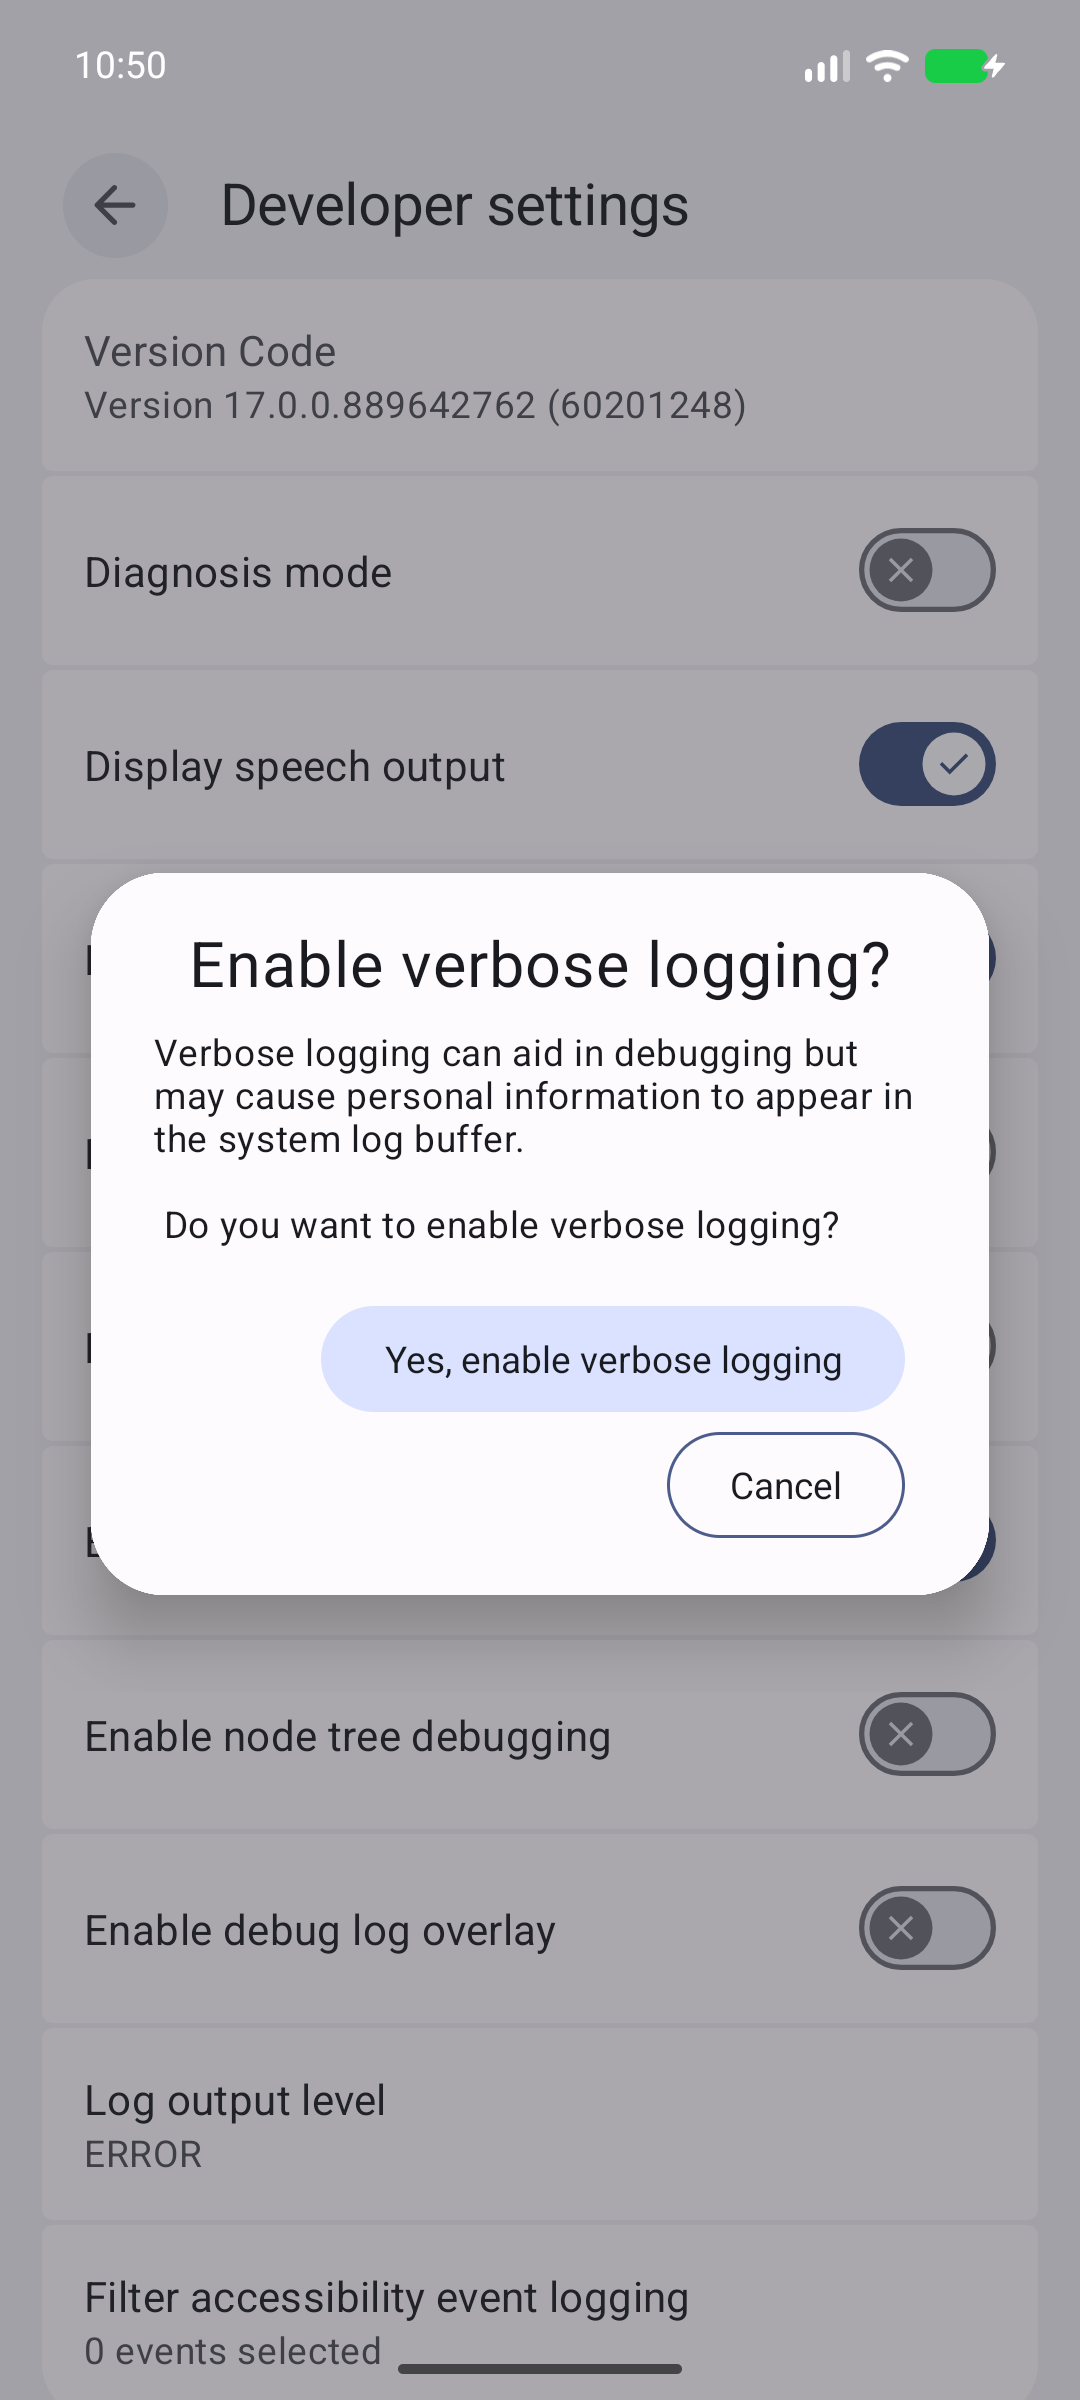 10:50
Developer settings
Version Code
Version 17.0.0.889642762 (60201248)
Diagnosis mode
Display speech output
Enable verbose logging?
Verbose logging can aid in debugging but
may cause personal information to appear in
the system log buffer.
Do you want to enable verbose logging?
Yes, enable verbose logging
Cancel
Enable node tree debugging
Enable debug log overlay
Log output level
ERROR
Filter accessibility event logging
0 events selected